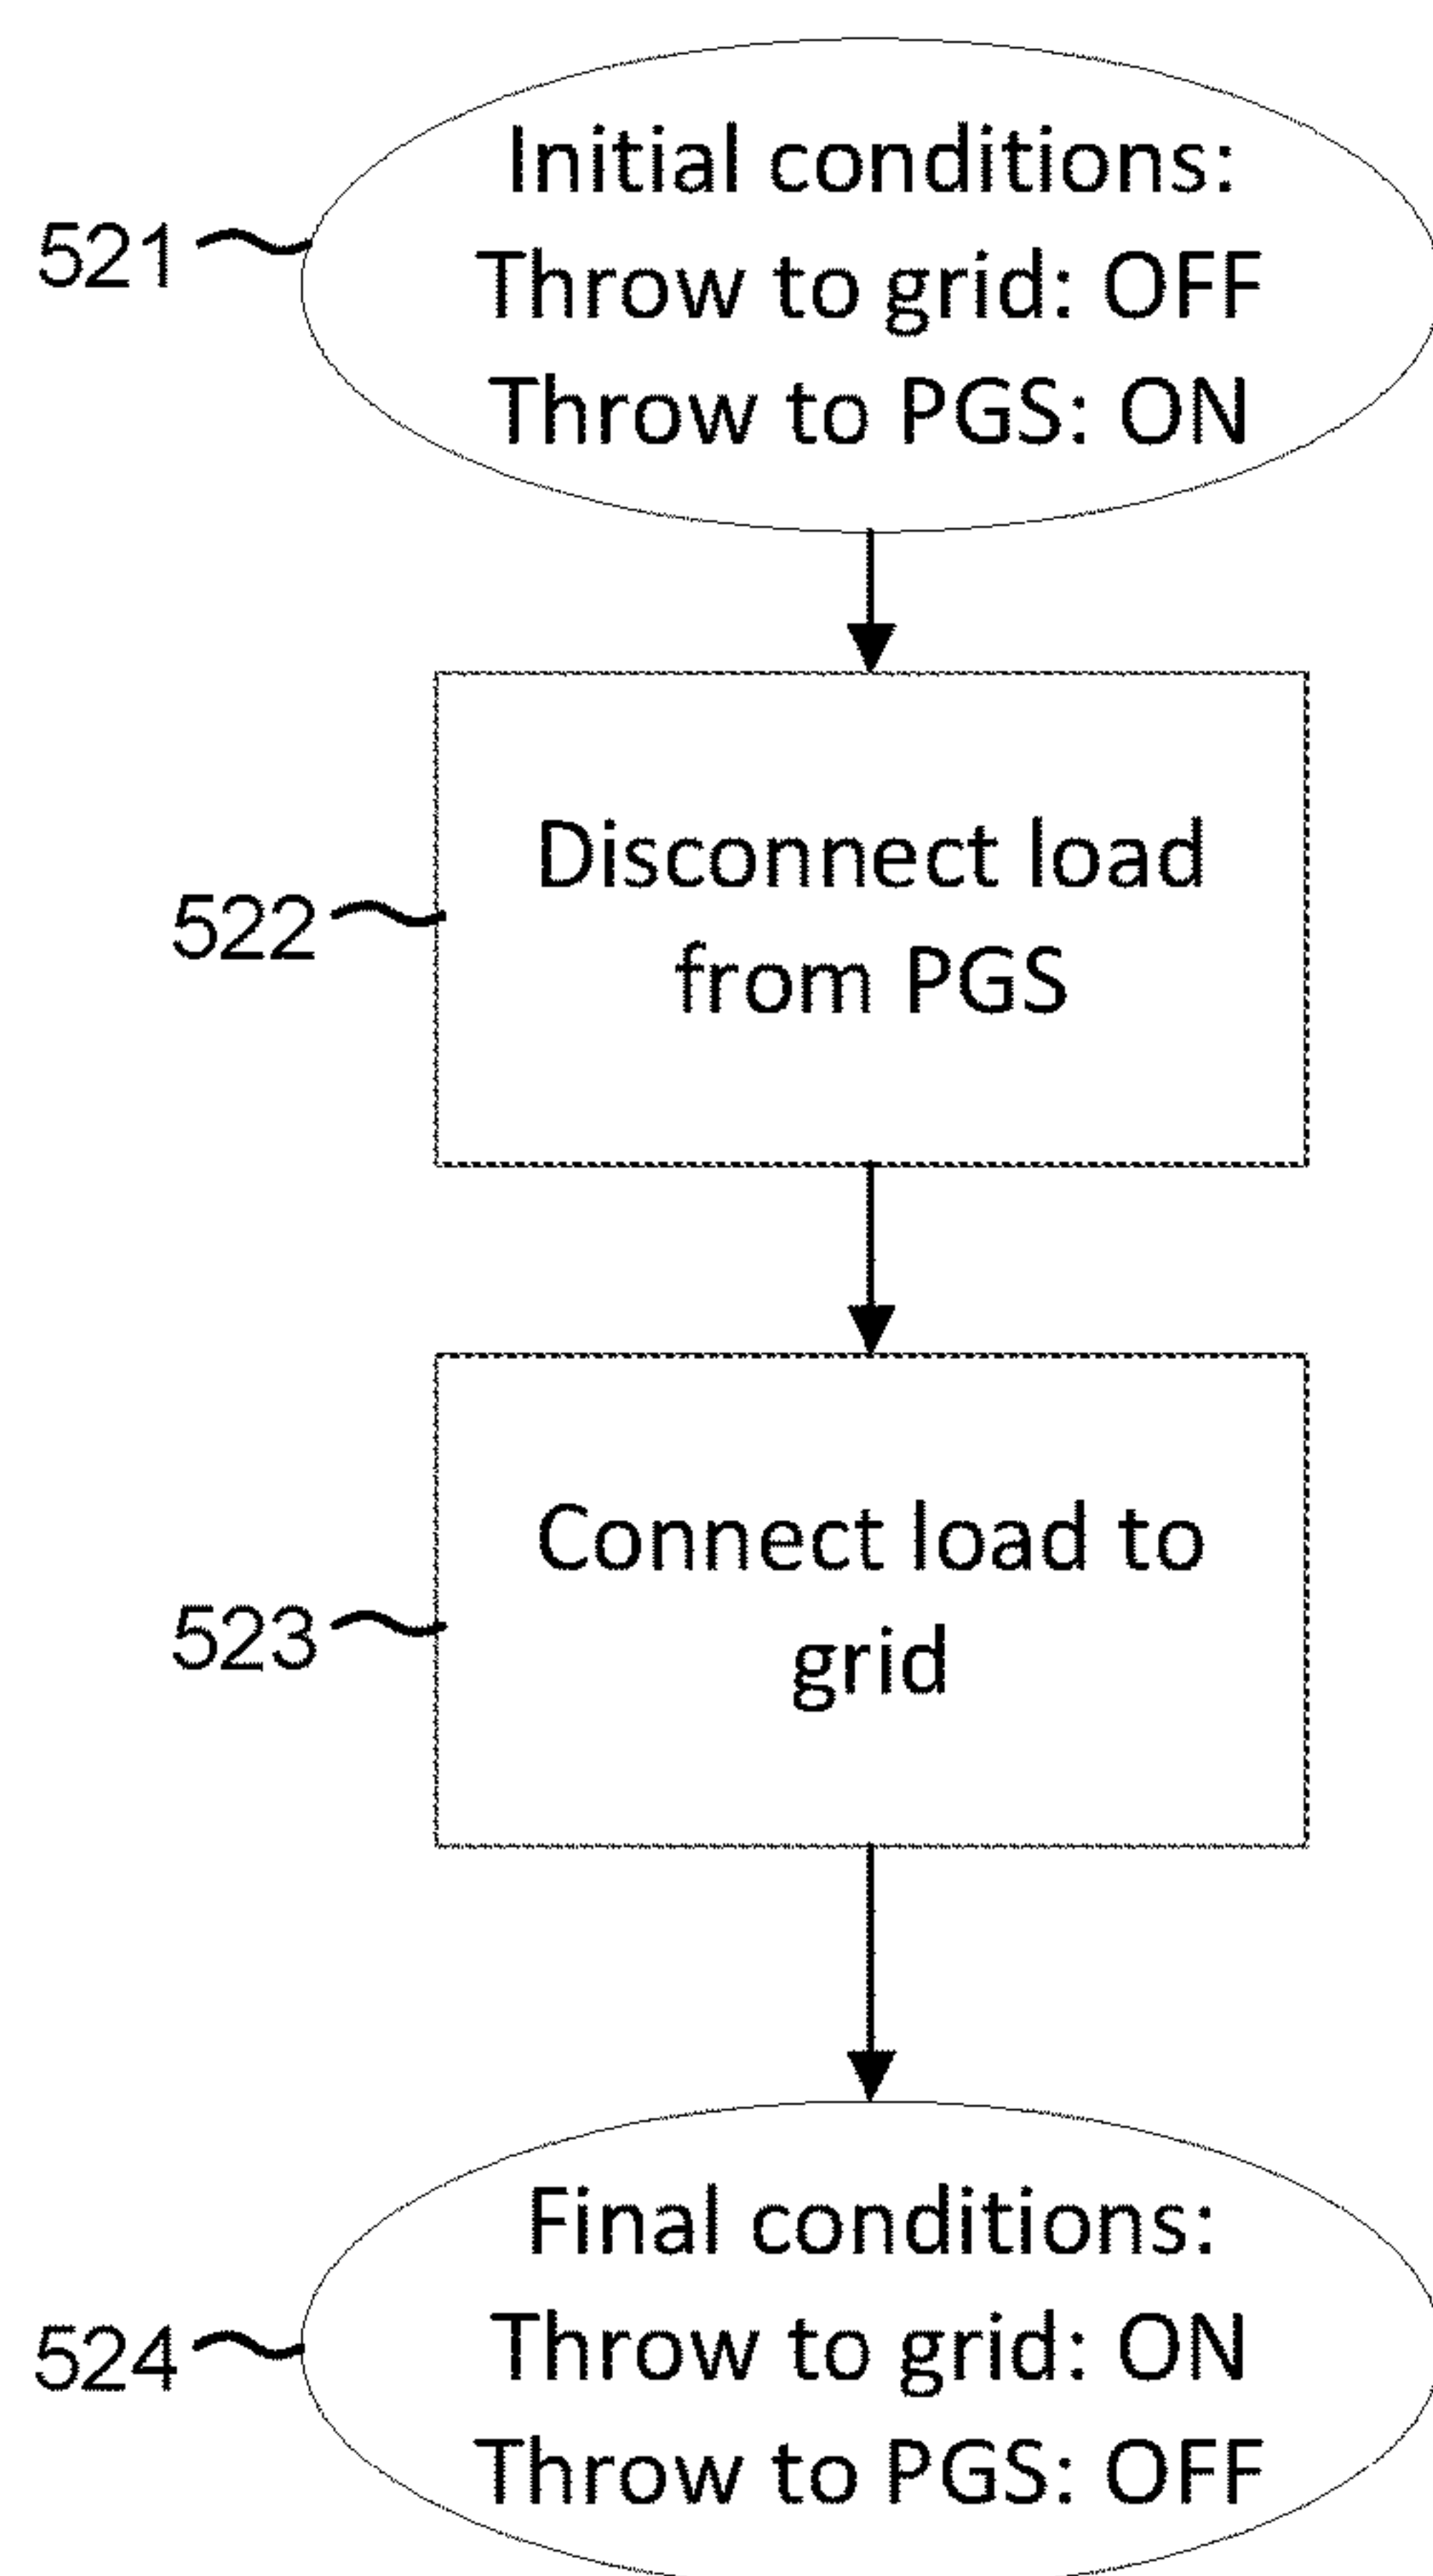 Initial conditions:
521
Throw to grid: OFF
Throw to PGS: ON
Disconnect load
522
from PGS
Connect load to
523
grid
Final conditions:
524
Throw to grid: ON
Throw to PGS: OFF